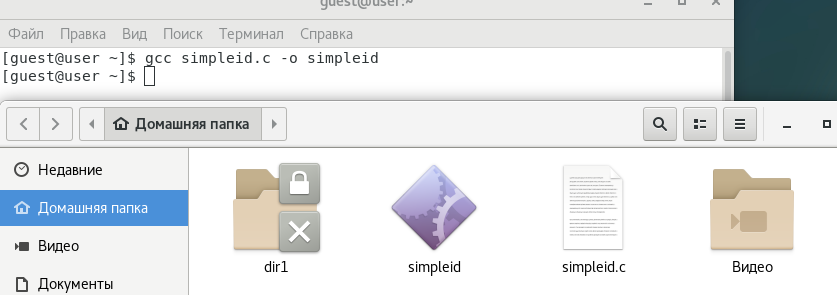 guest@user:~
Файл Правка Вид Поиск Терминал Справка
[guest@user ~]$ gcc simpleid.c -o simpleid
[guest@user ~]$
Домашняя папка
Недавние
Домашняя папка
Видео
Документы
dir1
simpleid
simpleid.c
Видео